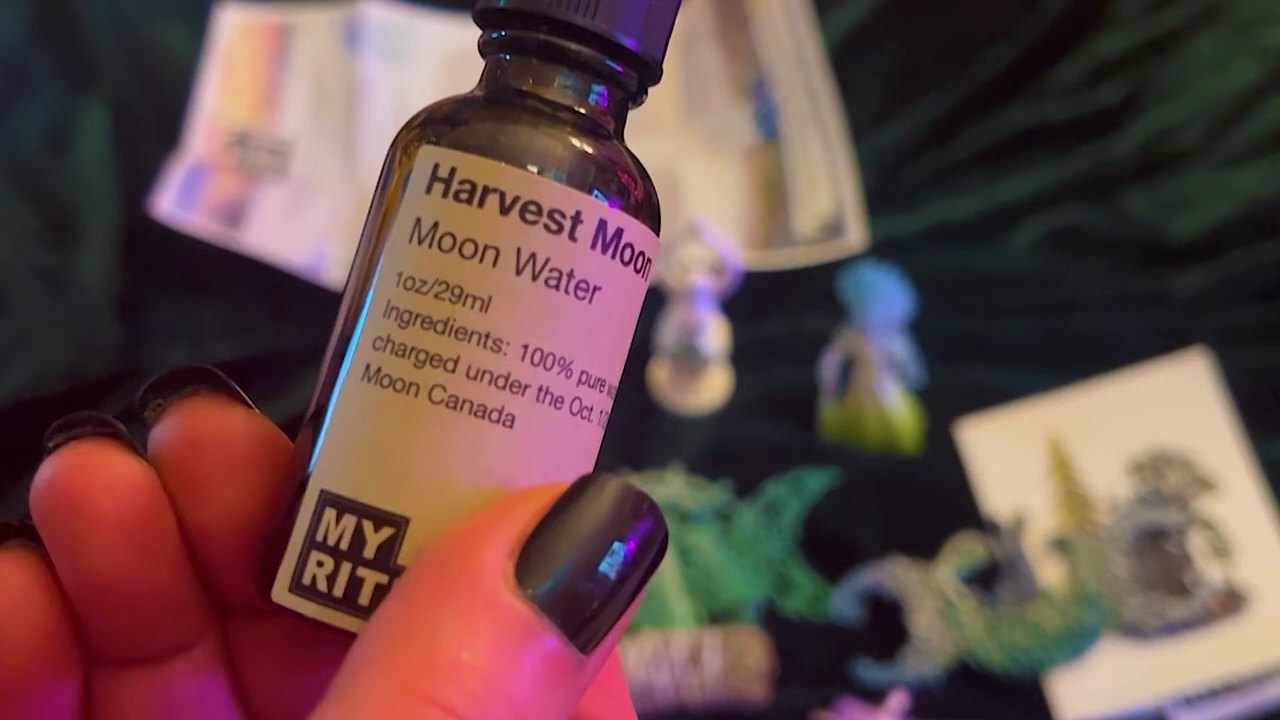 Harvest Moon
Moon Water
1oz/29ml
Ingredients: 100% pure
charged under the Oct.
Moon Canada
MY
RIT